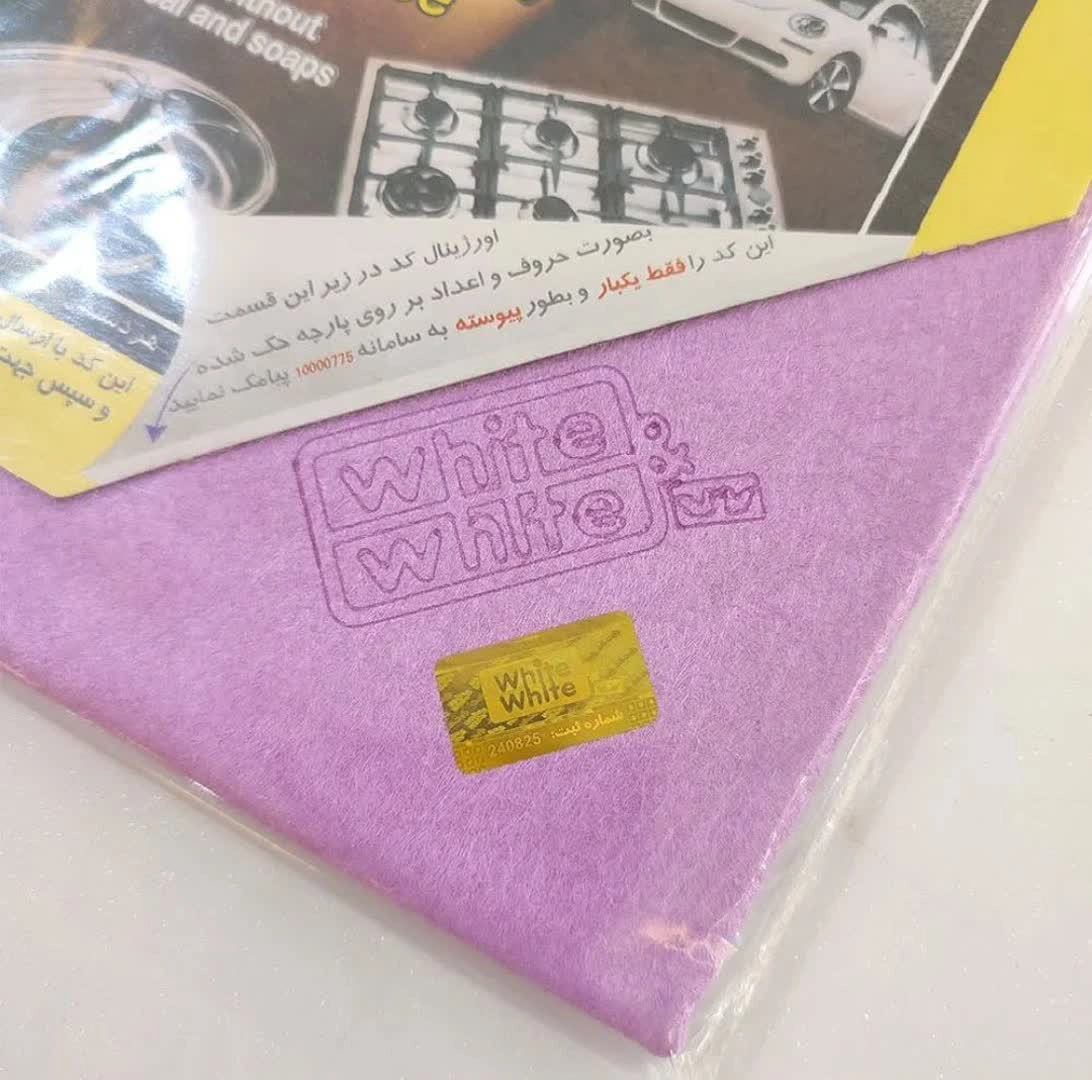 without
and soaps
اورژینال کد در زیر این قسمت
بصورت حروف و اعداد بر روی پارچه حک شده
این کد را فقط یکبار و بطور پیوسته به سامانه 10000775 پیامک نمایید
این کد با ارسال
و سپس جهت
white
white
White
White
شماره ثبت: 240825